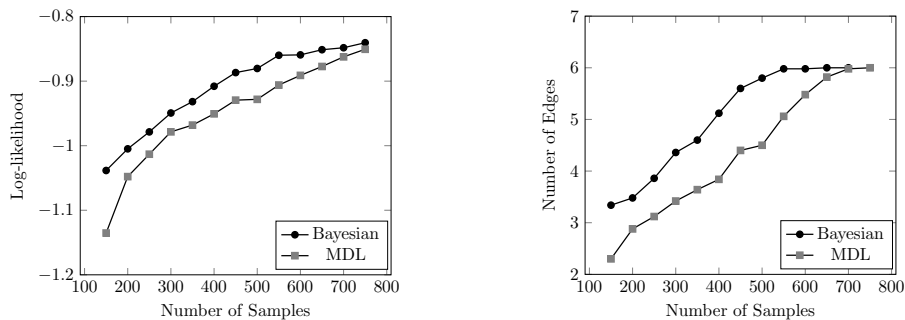 −0.8
−0.9
−1
−1.1
−1.2
Log-likelihood
Bayesian
MDL
100 200 300 400 500 600 700 800
Number of Samples
7
6
5
4
3
2
Number of Edges
Bayesian
MDL
100 200 300 400 500 600 700 800
Number of Samples